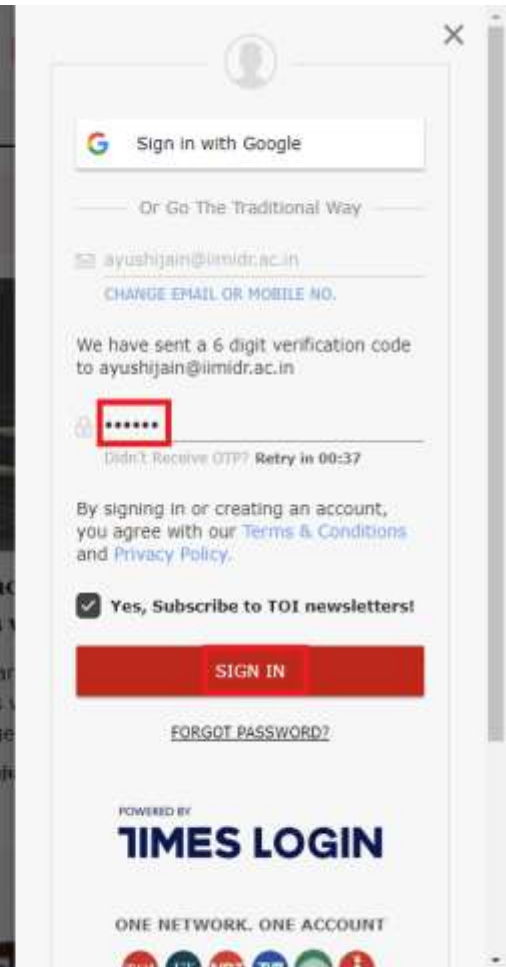 Sign in with Google
Or Go The Traditional Way
ayushijain@iimidr.ac.in
CHANGE EMAIL OR MOBILE NO.
We have sent a 6 digit verification code
to ayushijain@iimidr.ac.in
••••••
Didn't Receive OTP? Retry in 00:37
By signing in or creating an account,
you agree with our Terms & Conditions
and Privacy Policy.
Yes, Subscribe to TOI newsletters!
SIGN IN
FORGOT PASSWORD?
POWERED BY
TIMES LOGIN
ONE NETWORK. ONE ACCOUNT